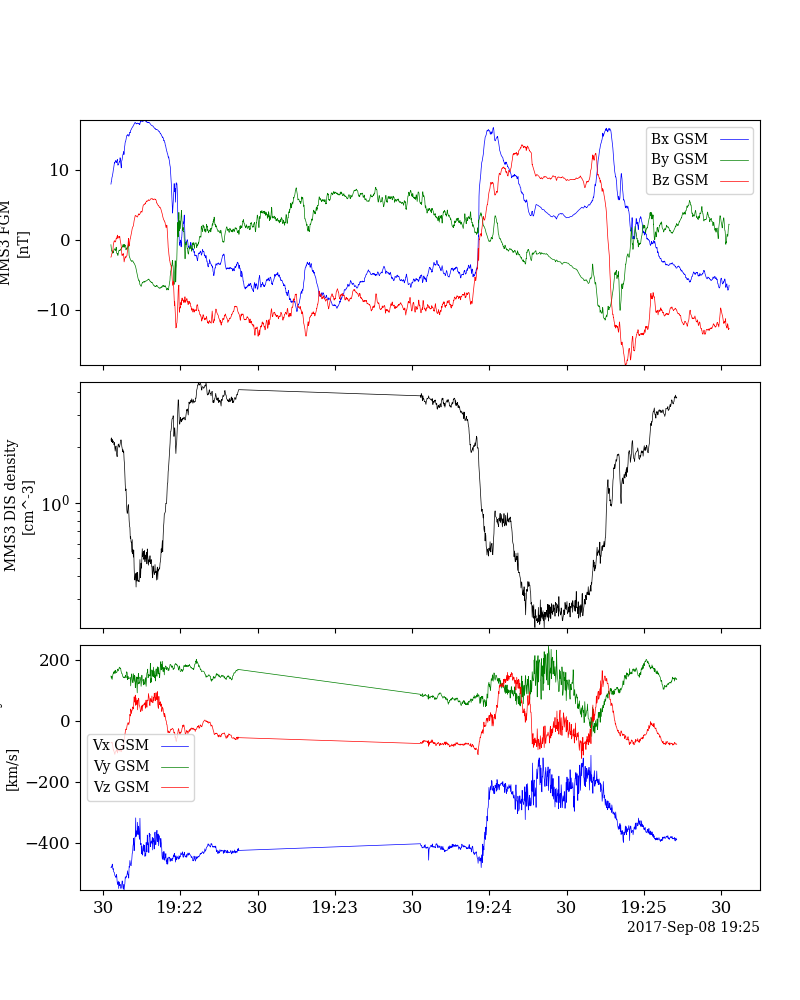 10
0
−10
MMS3 FGM
[nT]
Bx GSM
By GSM
Bz GSM
10⁰
MMS3 DIS density
[cm^-3]
200
0
−200
−400
[km/s]
Vx GSM
Vy GSM
Vz GSM
30 19:22 30 19:23 30 19:24 30 19:25 30
2017-Sep-08 19:25